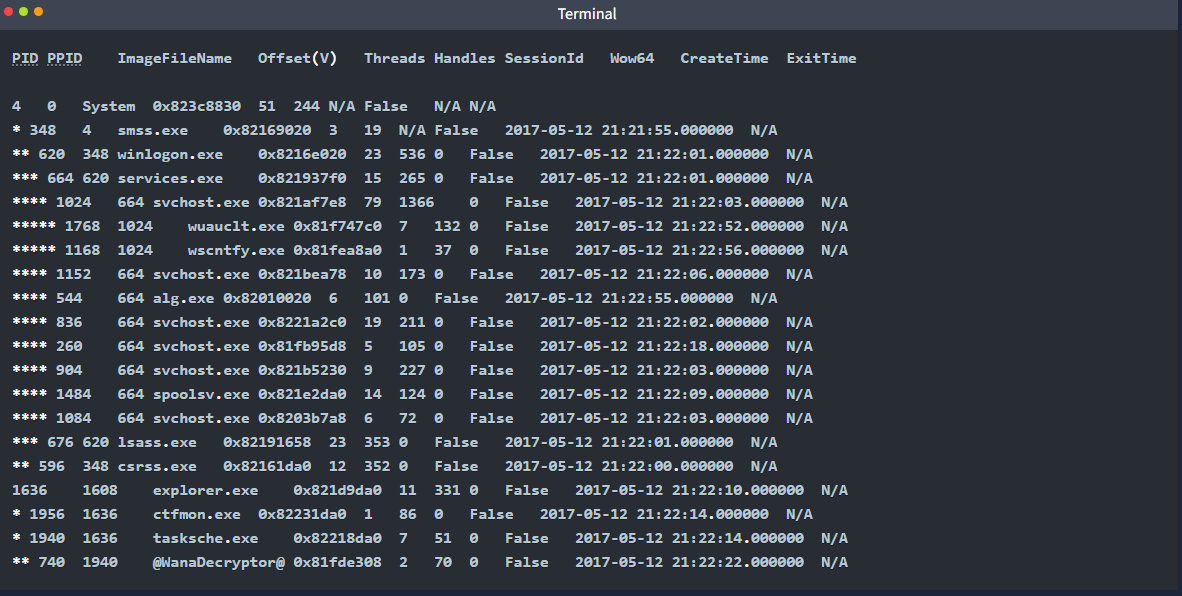 Terminal
PID PPID ImageFileName Offset(V) Threads Handles SessionId Wow64 CreateTime ExitTime
4 0 System 0x823c8830 51 244 N/A False N/A N/A
* 348 4 smss.exe 0x82169020 3 19 N/A False 2017-05-12 21:21:55.000000 N/A
** 620 348 winlogon.exe 0x8216e020 23 536 0 False 2017-05-12 21:22:01.000000 N/A
*** 664 620 services.exe 0x821937f0 15 265 0 False 2017-05-12 21:22:01.000000 N/A
**** 1024 664 svchost.exe 0x821af7e8 79 1366 0 False 2017-05-12 21:22:03.000000 N/A
***** 1768 1024 wuauclt.exe 0x81f747c0 7 132 0 False 2017-05-12 21:22:52.000000 N/A
***** 1168 1024 wscntfy.exe 0x81fea8a0 1 37 0 False 2017-05-12 21:22:56.000000 N/A
**** 1152 664 svchost.exe 0x821bea78 10 173 0 False 2017-05-12 21:22:06.000000 N/A
**** 544 664 alg.exe 0x82010020 6 101 0 False 2017-05-12 21:22:55.000000 N/A
**** 836 664 svchost.exe 0x8221a2c0 19 211 0 False 2017-05-12 21:22:02.000000 N/A
**** 260 664 svchost.exe 0x81fb95d8 5 105 0 False 2017-05-12 21:22:18.000000 N/A
**** 904 664 svchost.exe 0x821b5230 9 227 0 False 2017-05-12 21:22:03.000000 N/A
**** 1484 664 spoolsv.exe 0x821e2da0 14 124 0 False 2017-05-12 21:22:09.000000 N/A
**** 1084 664 svchost.exe 0x8203b7a8 6 72 0 False 2017-05-12 21:22:03.000000 N/A
*** 676 620 lsass.exe 0x82191658 23 353 0 False 2017-05-12 21:22:01.000000 N/A
** 596 348 csrss.exe 0x82161da0 12 352 0 False 2017-05-12 21:22:00.000000 N/A
1636 1608 explorer.exe 0x821d9da0 11 331 0 False 2017-05-12 21:22:10.000000 N/A
* 1956 1636 ctfmon.exe 0x82231da0 1 86 0 False 2017-05-12 21:22:14.000000 N/A
* 1940 1636 tasksche.exe 0x82218da0 7 51 0 False 2017-05-12 21:22:14.000000 N/A
** 740 1940 @WanaDecryptor@ 0x81fde308 2 70 0 False 2017-05-12 21:22:22.000000 N/A